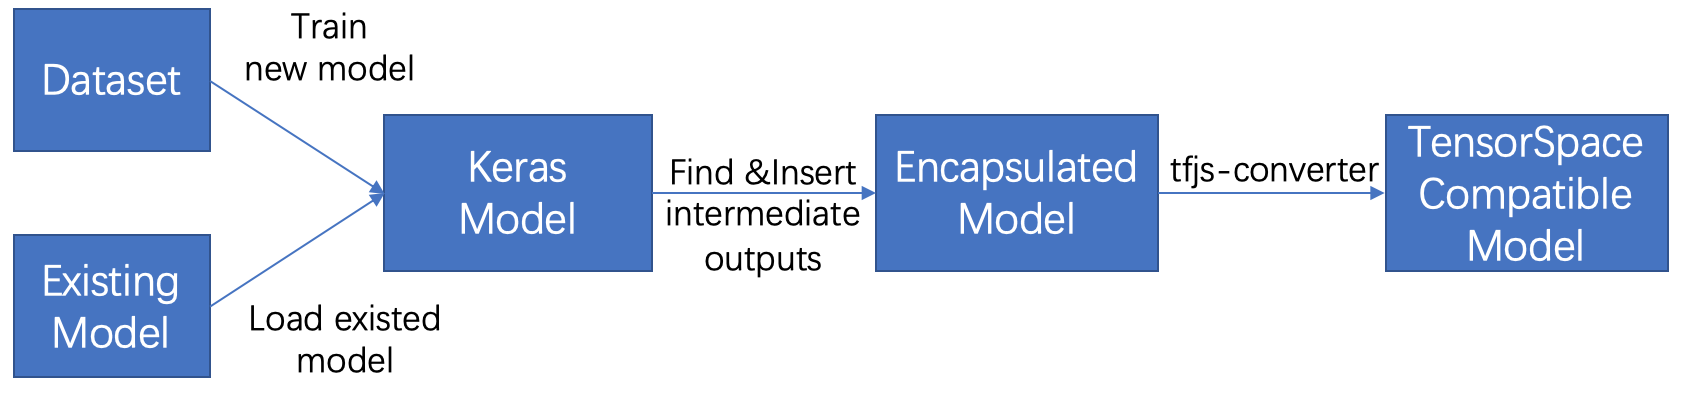 Dataset
Train
new model
Existing
Model
Load existed
model
Keras
Model
Find &Insert
intermediate
outputs
Encapsulated
Model
tfjs-converter
TensorSpace
Compatible
Model